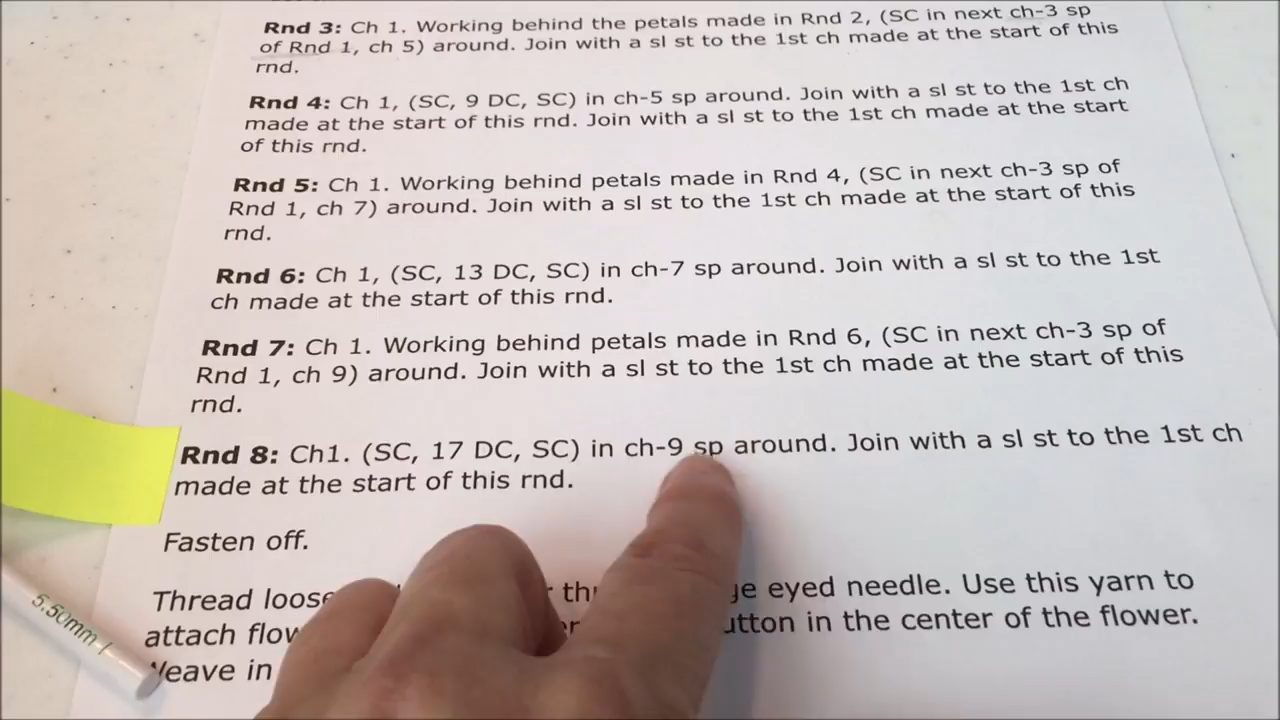 Rnd 3: Ch 1. Working behind the petals made in Rnd 2, (SC in next ch-3 sp
of Rnd 1, ch 5) around. Join with a sl st to the 1st ch made at the start of this
rnd.
Rnd 4: Ch 1, (SC, 9 DC, SC) in ch-5 sp around. Join with a sl st to the 1st ch
made at the start of this rnd. Join with a sl st to the 1st ch made at the start
of this rnd.
Rnd 5: Ch 1. Working behind petals made in Rnd 4, (SC in next ch-3 sp of
Rnd 1, ch 7) around. Join with a sl st to the 1st ch made at the start of this
rnd.
Rnd 6: Ch 1, (SC, 13 DC, SC) in ch-7 sp around. Join with a sl st to the 1st
ch made at the start of this rnd.
Rnd 7: Ch 1. Working behind petals made in Rnd 6, (SC in next ch-3 sp of
Rnd 1, ch 9) around. Join with a sl st to the 1st ch made at the start of this
rnd.
Rnd 8: Ch1. (SC, 17 DC, SC) in ch-9 sp around. Join with a sl st to the 1st ch
made at the start of this rnd.
Fasten off.
Thread loose eyed needle. Use this yarn to
attach in the center of the flower.
Weave in
5.50mm /